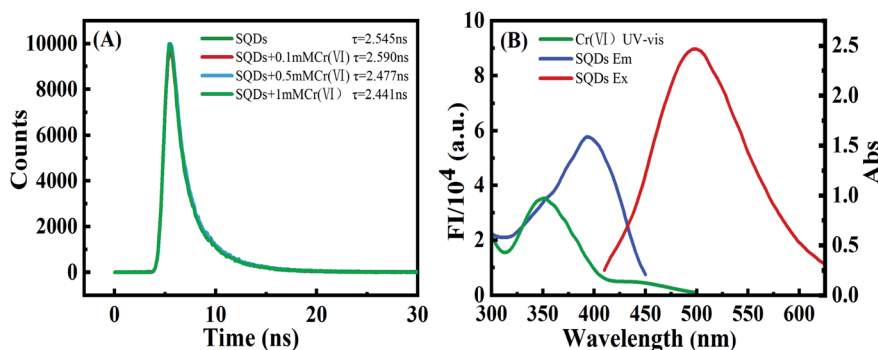 (A)
SQDs τ=2.545ns
SQDs+0.1mMCr(VI) τ=2.590ns
SQDs+0.5mMCr(VI) τ=2.477ns
SQDs+1mMCr(VI) τ=2.441ns
10000
8000
6000
4000
2000
0
Counts
0 10 20 30
Time (ns)
(B)
Cr(VI) UV-vis
SQDs Em
SQDs Ex
10
8
6
4
2
0
FI/10⁴ (a.u.)
2.5
2.0
1.5
1.0
0.5
0.0
Abs
300 350 400 450 500 550 600
Wavelength (nm)